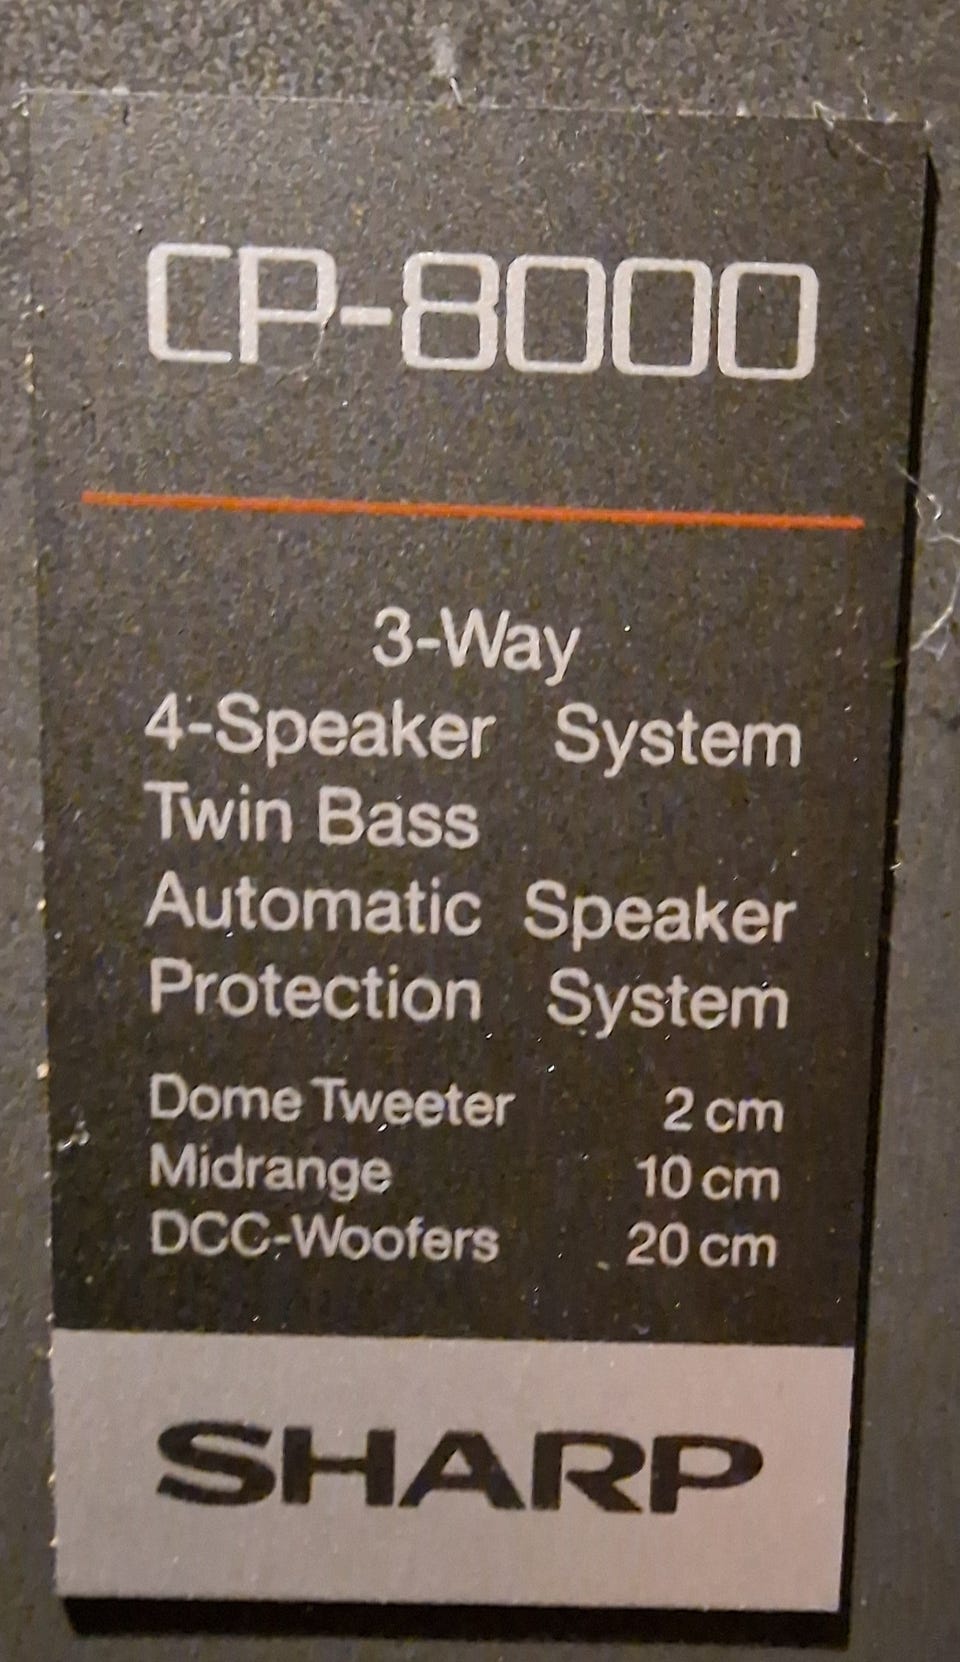 CP-8000
3-Way
4-Speaker System
Twin Bass
Automatic Speaker
Protection System
Dome Tweeter 2 cm
Midrange 10 cm
DCC-Woofers 20 cm
SHARP